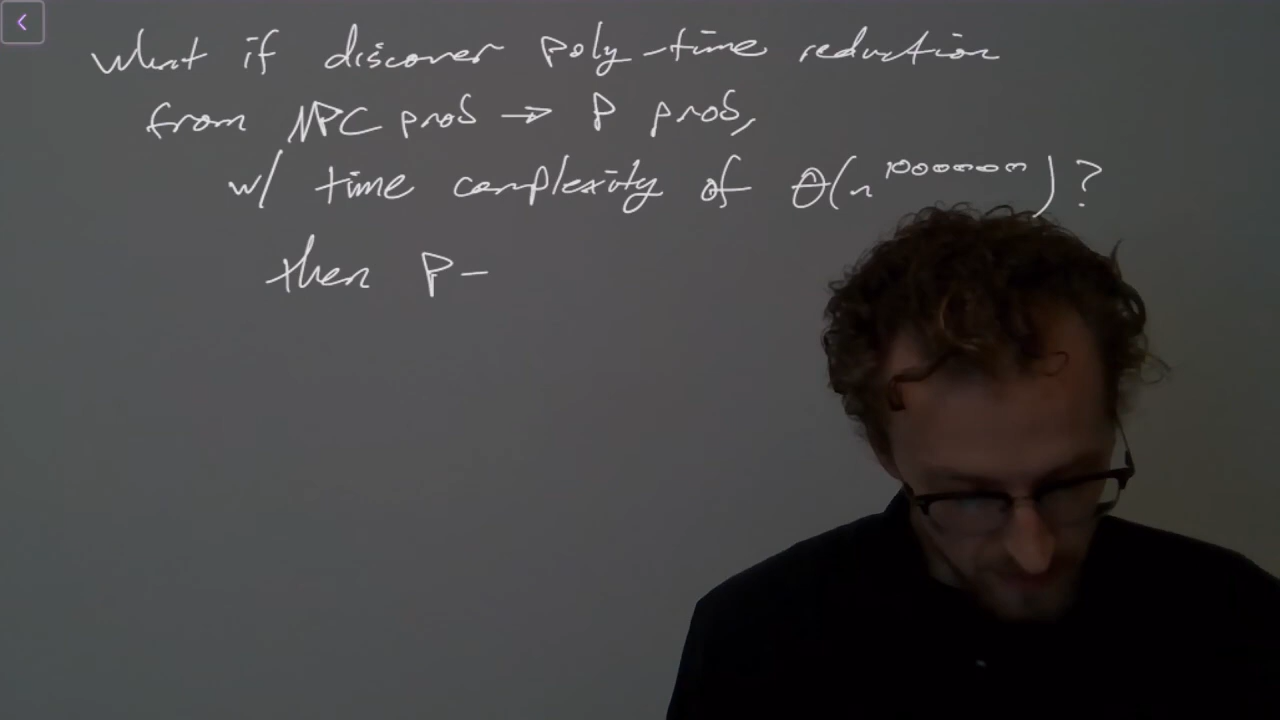 what if discover poly-time reduction
from NPC prob → P prob,
w/ time complexity of Θ(n^1000000)?
then P-